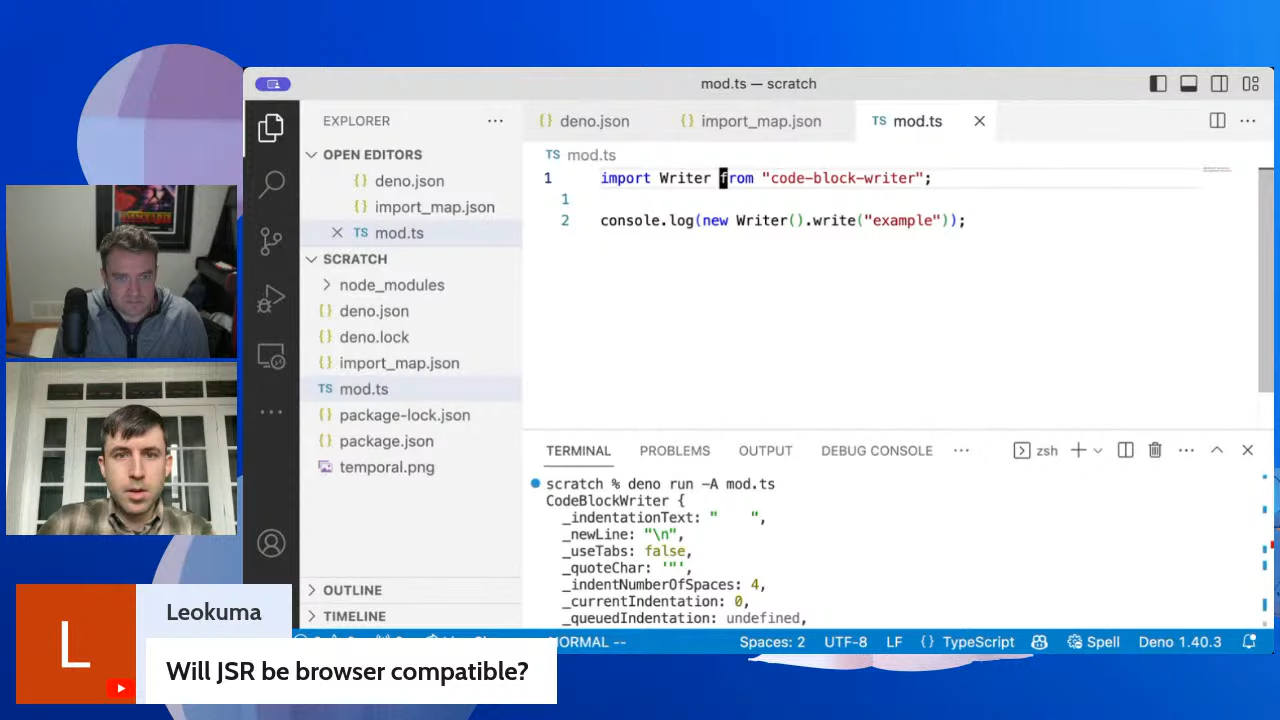 mod.ts — scratch
EXPLORER
OPEN EDITORS
{} deno.json
{} import_map.json
TS mod.ts
SCRATCH
node_modules
{} deno.json
{} deno.lock
{} import_map.json
TS mod.ts
{} package-lock.json
{} package.json
temporal.png
OUTLINE
TIMELINE
{} deno.json
{} import_map.json
TS mod.ts
TS mod.ts
1 import Writer from "code-block-writer";
1
2 console.log(new Writer().write("example"));
TERMINAL PROBLEMS OUTPUT DEBUG CONSOLE zsh
scratch % deno run -A mod.ts
CodeBlockWriter {
_indentationText: "    ",
_newLine: "\n",
_useTabs: false,
_quoteChar: '"',
_indentNumberOfSpaces: 4,
_currentIndentation: 0,
_queuedIndentation: undefined,
NORMAL -- Spaces: 2 UTF-8 LF {} TypeScript Spell Deno 1.40.3
L
Leokuma
Will JSR be browser compatible?